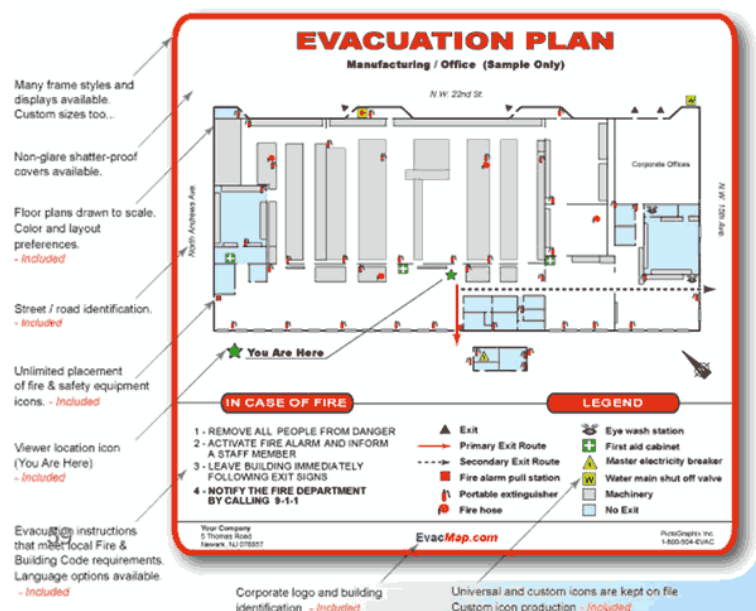 EVACUATION PLAN
Manufacturing / Office (Sample Only)
Many frame styles and
displays available.
Custom sizes too...
Non-glare shatter-proof
covers available.
Floor plans drawn to scale.
Color and layout
preferences.
- Included
Street / road identification.
- Included
Unlimited placement
of fire & safety equipment
icons. - Included
Viewer location icon
(You Are Here)
- Included
Evacuation instructions
that meet local Fire &
Building Code requirements.
Language options available.
- Included
59
N.W. 22nd St.
North Andrews Ave.
Corporate Offices
N.W. 15th Ave.
W
You Are Here
IN CASE OF FIRE
1 - REMOVE ALL PEOPLE FROM DANGER
2 - ACTIVATE FIRE ALARM AND INFORM
A STAFF MEMBER
3 - LEAVE BUILDING IMMEDIATELY
FOLLOWING EXIT SIGNS
4 - NOTIFY THE FIRE DEPARTMENT
BY CALLING 9-1-1
LEGEND
Exit
Primary Exit Route
Secondary Exit Route
Fire alarm pull station
Portable extinguisher
Fire hose
Eye wash station
First aid cabinet
Master electricity breaker
W Water main shut off valve
Machinery
No Exit
Your Company
5 Thomas Road
Newark, NJ 078357
EvacMap.com
PictoGraphix Inc.
1-800-504-EVAC
Corporate logo and building
identification. - Included
Universal and custom icons are kept on file
Custom icon production - Included